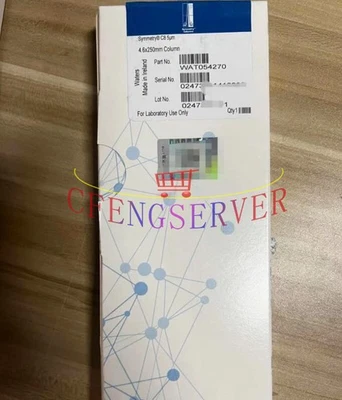 Symmetry® C8 5µm
4.6x250mm Column
Part No.
WAT054270
Serial No.
Lot No.
For Laboratory Use Only
Qty 1
Waters
Made in Ireland
CFENGSERVER